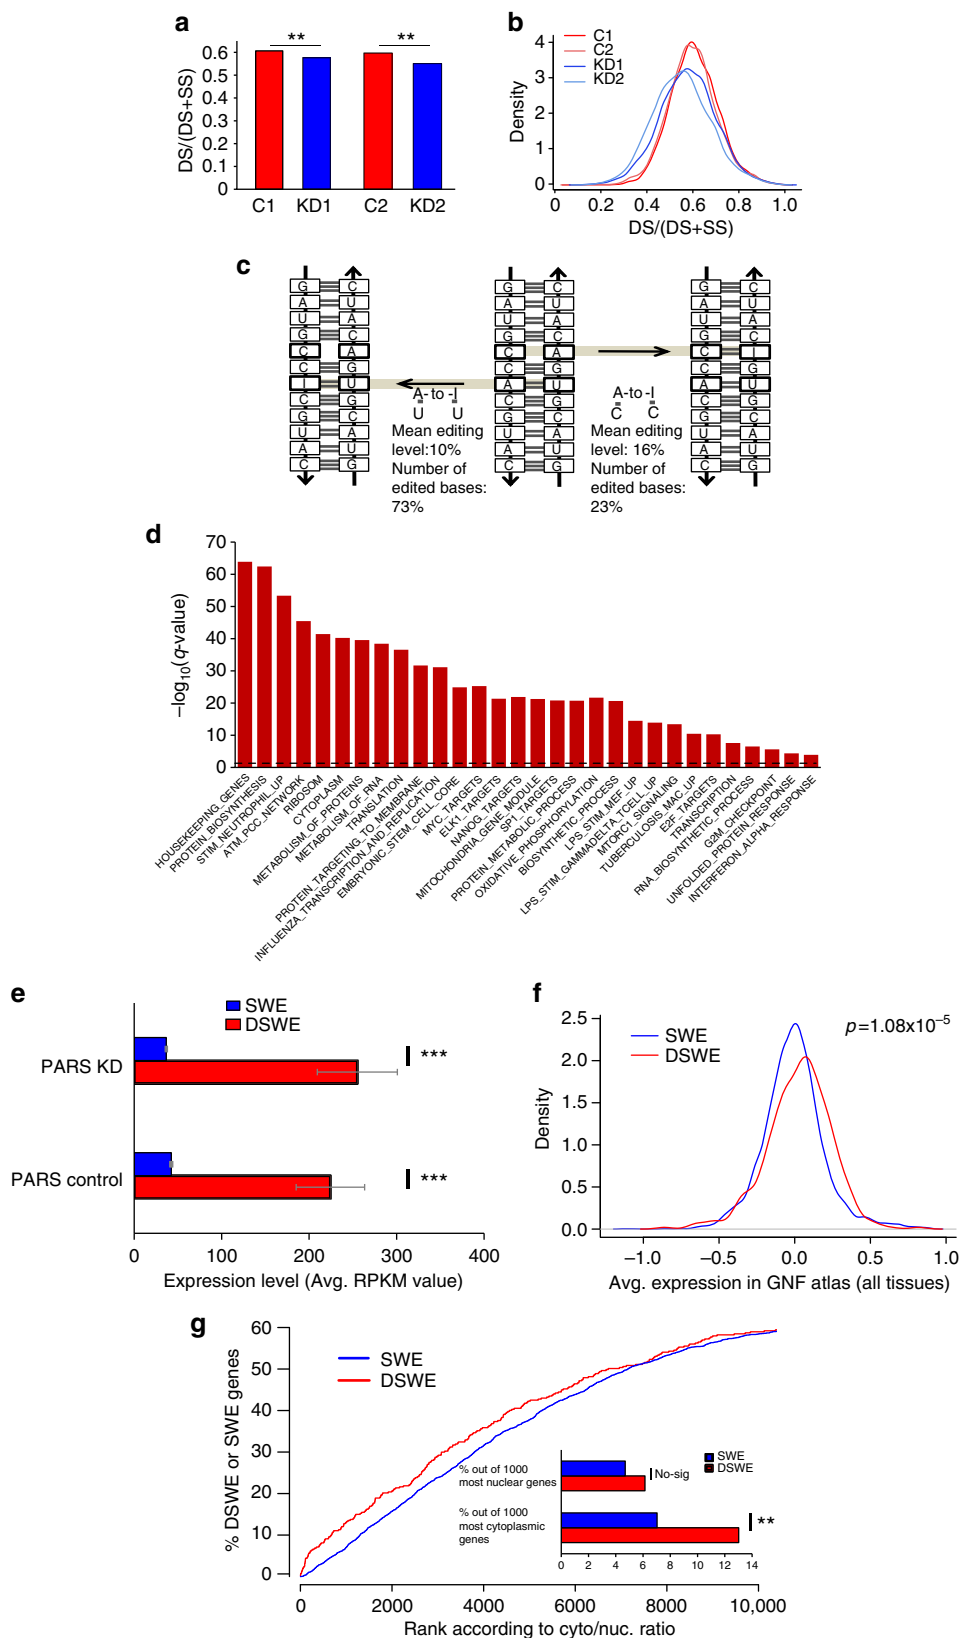 a
**
**
DS/(DS+SS)
0.6
0.5
0.4
0.3
0.2
0.1
0
C1
KD1
C2
KD2
b
C1
C2
KD1
KD2
Density
4
3
2
1
0
0
0.2
0.4
0.6
0.8
1.0
DS/(DS+SS)
c
G C
A U
U A
G C
C A
C G
I U
C G
G C
U A
A U
C G
G C
A U
U A
G C
C A
C G
A U
C G
G C
U A
A U
C G
G C
A U
U A
G C
C I
C G
A U
C G
G C
U A
A U
C G
A- to -I
U U
Mean editing
level:10%
Number of
edited bases:
73%
A-to -I
C C
Mean editing
level: 16%
Number of
edited bases:
23%
d
–log10(q-value)
70
60
50
40
30
20
10
0
HOUSEKEEPING_GENES
PROTEIN_BIOSYNTHESIS
STIM_NEUTROPHIL_UP
ATM_PCC_NETWORK
RIBOSOM
CYTOPLASM
METABOLISM_OF_PROTEINS
METABOLISM_OF_RNA
TRANSLATION
PROTEIN_TARGETING_TO_MEMBRANE
INFLUENZA_TRANSCRIPTION_AND_REPLICATION
EMBRYONIC_STEM_CELL_CORE
MYC_TARGETS
ELK1_TARGETS
NANOG_TARGETS
MITOCHONDRIA_GENE_MODULE
SP1_TARGETS
PROTEIN_METABOLIC_PROCESS
OXIDATIVE_PHOSPHORYLATION
BIOSYNTHETIC_PROCESS
LPS_STIM_MEF_UP
LPS_STIM_GAMMADELTA_TCELL_UP
MTORC1_SIGNALING
TUBERCULOSIS_MAC_UP
E2F_TARGETS
TRANSCRIPTION
RNA_BIOSYNTHETIC_PROCESS
G2M_CHECKPOINT
UNFOLDED_PROTEIN_RESPONSE
INTERFERON_ALPHA_RESPONSE
e
SWE
DSWE
PARS KD
***
PARS control
***
0
100
200
300
400
Expression level (Avg. RPKM value)
f
SWE
DSWE
p=1.08x10–5
Density
2.5
2.0
1.5
1.0
0.5
0.0
–1.0
–0.5
0.0
0.5
1.0
Avg. expression in GNF atlas (all tissues)
g
SWE
DSWE
% DSWE or SWE genes
60
50
40
30
20
10
0
0
2000
4000
6000
8000
10,000
Rank according to cyto/nuc. ratio
SWE
DSWE
% out of 1000
most nuclear genes
No-sig
% out of 1000
most cytoplasmic
genes
**
0
2
4
6
8
10
12
14